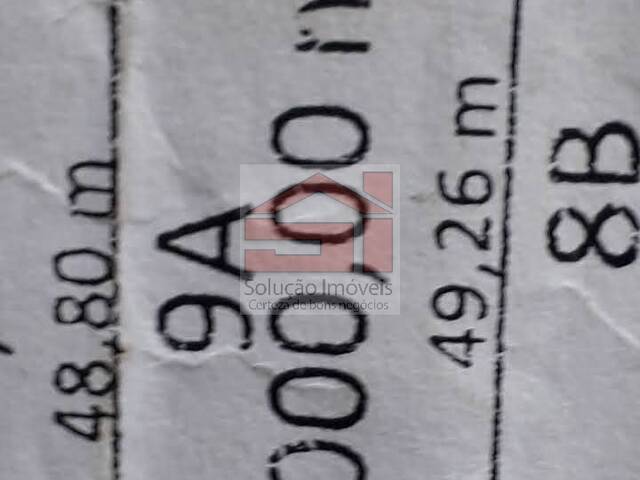 48,80 m
9A
000,00 m
49,26 m
8B
Solução Imóveis
Certeza de bons negócios